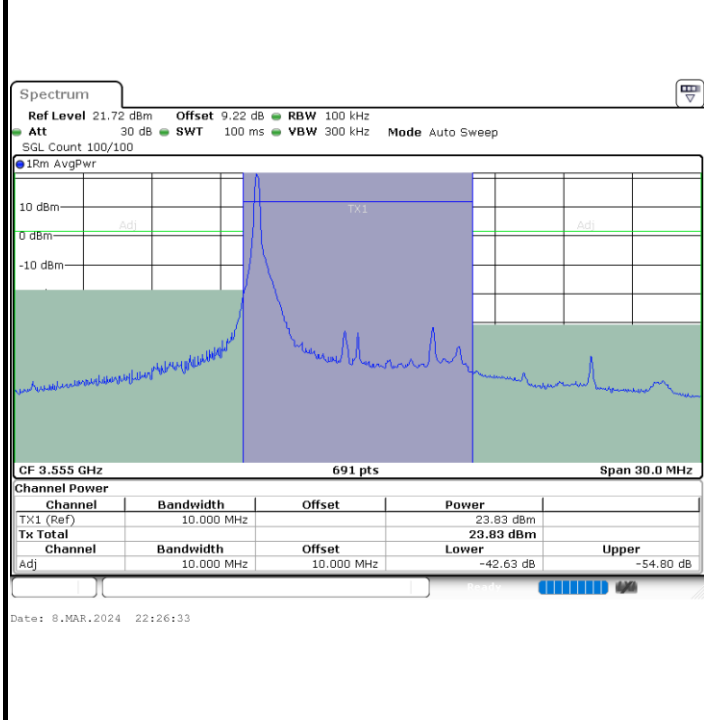 Spectrum
Ref Level 21.72 dBm Offset 9.22 dB RBW 100 kHz
Att 30 dB SWT 100 ms VBW 300 kHz Mode Auto Sweep
SGL Count 100/100
1Rm AvgPwr
10 dBm
TX1
Adj Adj
0 dBm
-10 dBm
CF 3.555 GHz 691 pts Span 30.0 MHz
Channel Power
Channel Bandwidth Offset Power
TX1 (Ref) 10.000 MHz 23.83 dBm
Tx Total 23.83 dBm
Channel Bandwidth Offset Lower Upper
Adj 10.000 MHz 10.000 MHz -42.63 dB -54.80 dB
Ready
Date: 8.MAR.2024 22:26:33